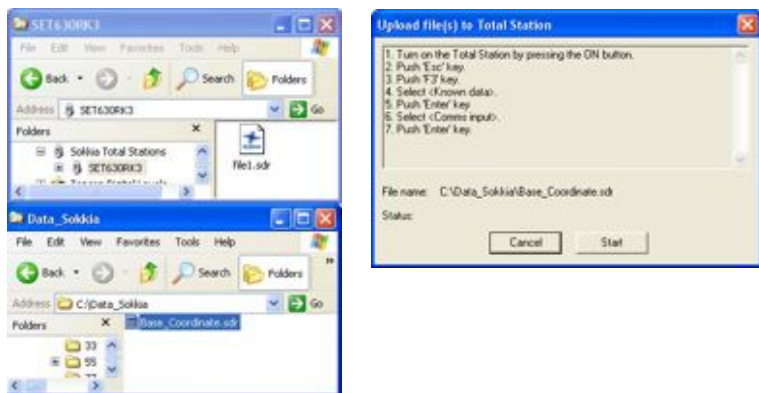 SET630RK3
File Edit View Favorites Tools Help
Back Search Folders
Address SET630RK3 Go
Folders
Sokkia Total Stations
SET630RK3
file1.sdr
Data_Sokkia
File Edit View Favorites Tools Help
Back Search Folders
Address C:\Data_Sokkia Go
Folders
Base_Coordinate.sdr
33
55
Upload file(s) to Total Station
1. Turn on the Total Station by pressing the ON button.
2. Push 'Esc' key.
3. Push 'F3' key.
4. Select <Known data>.
5. Push 'Enter' key
6. Select <Comms input>.
7. Push 'Enter' key.
File name: C:\Data_Sokkia\Base_Coordinate.sdr
Status:
Cancel Start